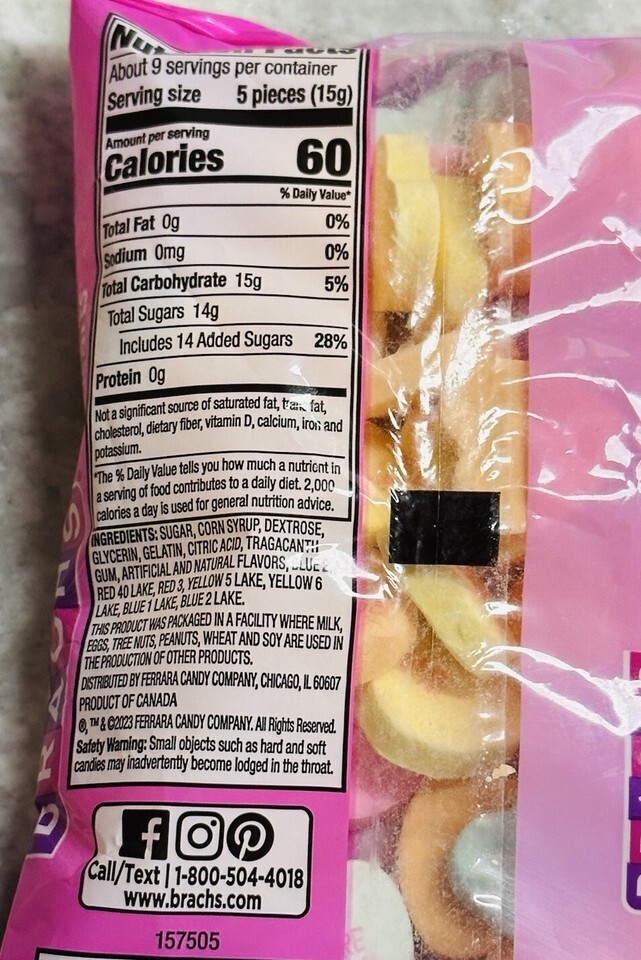 About 9 servings per container
Serving size 5 pieces (15g)
Amount per serving
Calories 60
% Daily Value*
Total Fat 0g 0%
Sodium 0mg 0%
Total Carbohydrate 15g 5%
Total Sugars 14g
Includes 14 Added Sugars 28%
Protein 0g
Not a significant source of saturated fat, trans fat,
cholesterol, dietary fiber, vitamin D, calcium, iron and
potassium.
*The % Daily Value tells you how much a nutrient in
a serving of food contributes to a daily diet. 2,000
calories a day is used for general nutrition advice.
INGREDIENTS: SUGAR, CORN SYRUP, DEXTROSE,
GLYCERIN, GELATIN, CITRIC ACID, TRAGACANTH
GUM, ARTIFICIAL AND NATURAL FLAVORS, BLUE 2,
RED 40 LAKE, RED 3, YELLOW 5 LAKE, YELLOW 6
LAKE, BLUE 1 LAKE, BLUE 2 LAKE.
THIS PRODUCT WAS PACKAGED IN A FACILITY WHERE MILK,
EGGS, TREE NUTS, PEANUTS, WHEAT AND SOY ARE USED IN
THE PRODUCTION OF OTHER PRODUCTS.
DISTRIBUTED BY FERRARA CANDY COMPANY, CHICAGO, IL 60607
PRODUCT OF CANADA
®, ™ & ©2023 FERRARA CANDY COMPANY. All Rights Reserved.
Safety Warning: Small objects such as hard and soft
candies may inadvertently become lodged in the throat.
Call/Text | 1-800-504-4018
www.brachs.com
157505
BRACH'S